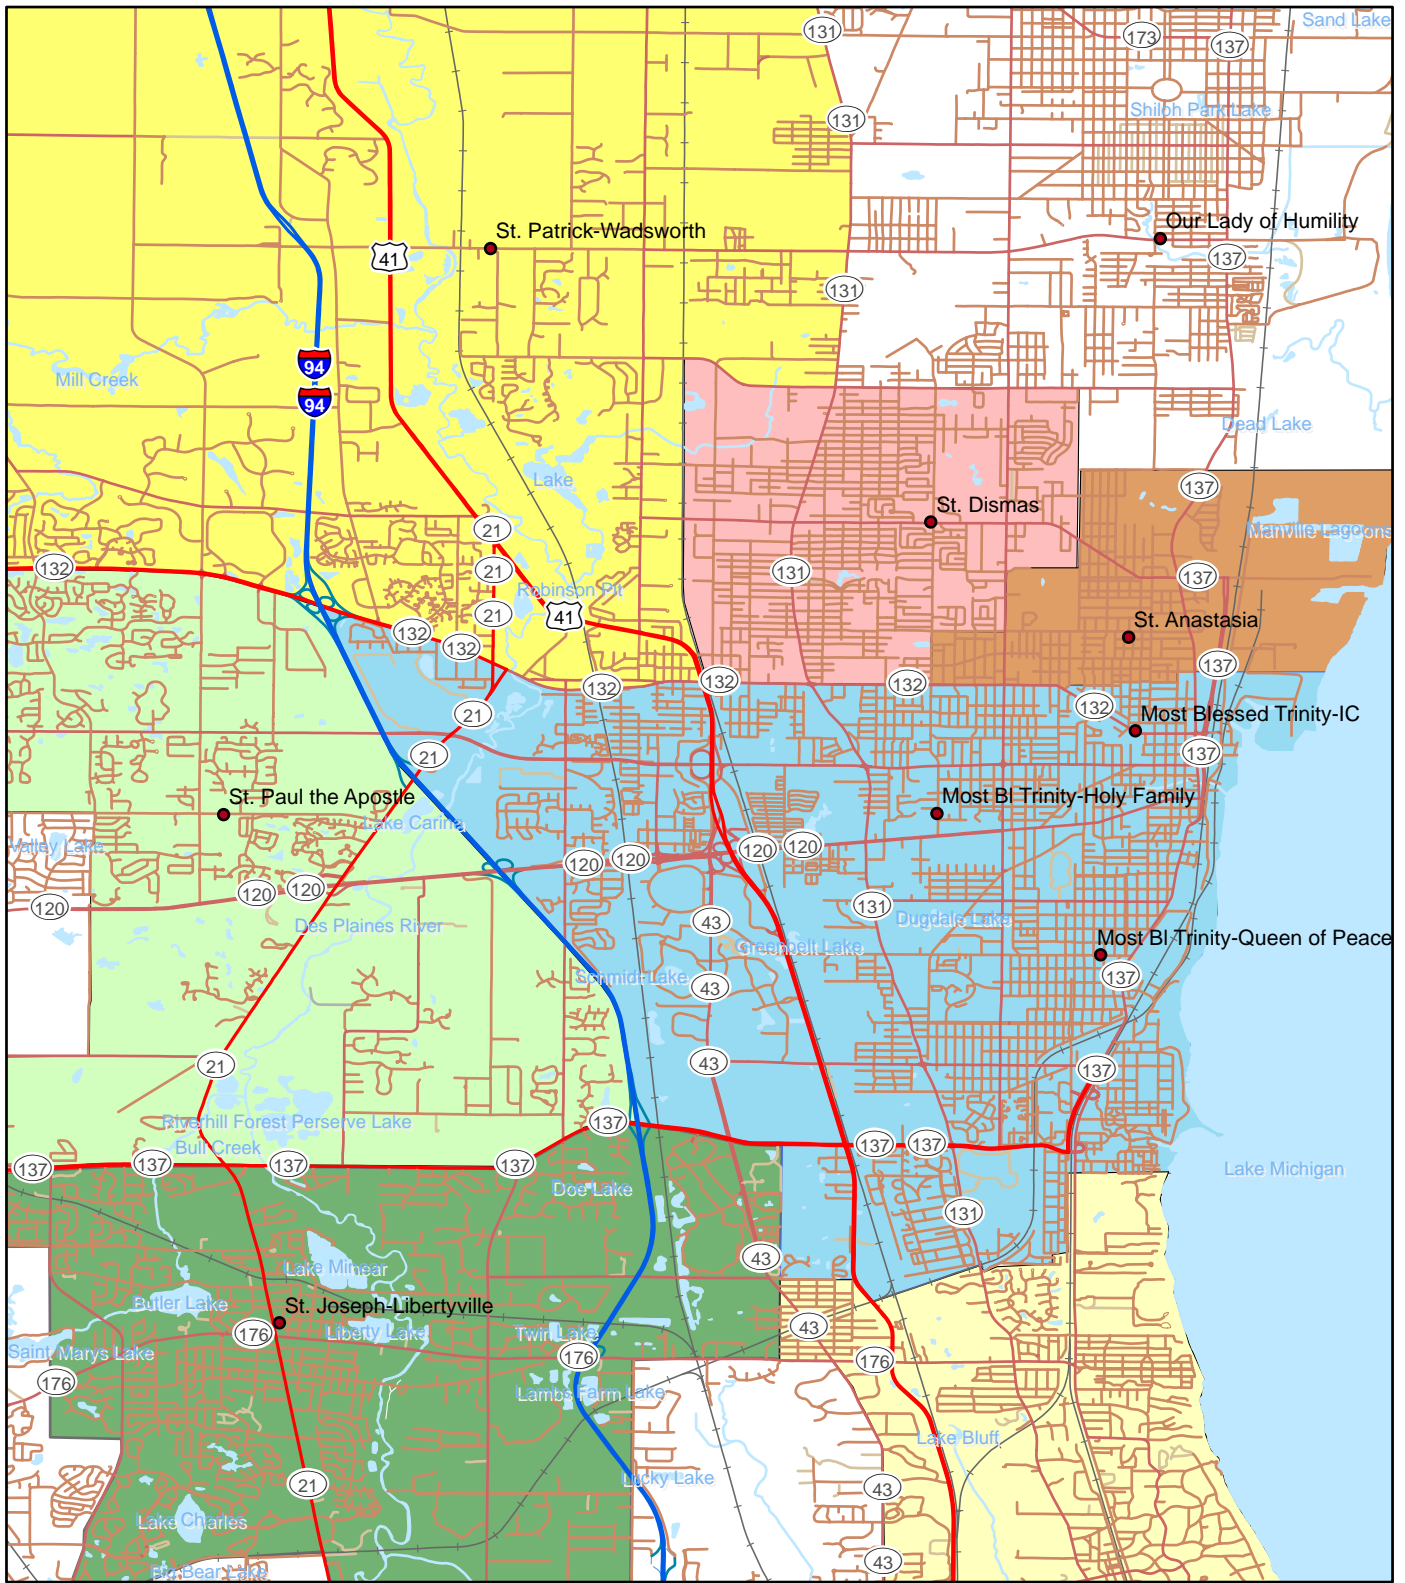 Sand Lake
131
173
137
Shiloh Park Lake
131
Our Lady of Humility
St. Patrick-Wadsworth
41
137
131
94
Mill Creek
94
Dead Lake
Lake
137
St. Dismas
21
Manville Lagoons
132
21
131
137
Robinson Pit
21
41
St. Anastasia
132
132
137
132
132
132
132
21
Most Blessed Trinity-IC
21
137
St. Paul the Apostle
Most Bl Trinity-Holy Family
Lake Carina
Valley Lake
120
120
120
120
120
120
120
131
43
Dugdale Lake
Des Plaines River
Greenbelt Lake
Most Bl Trinity-Queen of Peace
Schmidt Lake
137
43
21
43
137
Riverhill Forest Perserve Lake
137
Bull Creek
137
137
137
137
137
137
137
Lake Michigan
Doe Lake
131
43
Lake Minear
Butler Lake
St. Joseph-Libertyville
176
Liberty Lake
Twin Lake
43
Saint Marys Lake
176
176
176
Lambs Farm Lake
Lake Bluff
Lucky Lake
21
43
Lake Charles
43
Big Bear Lake